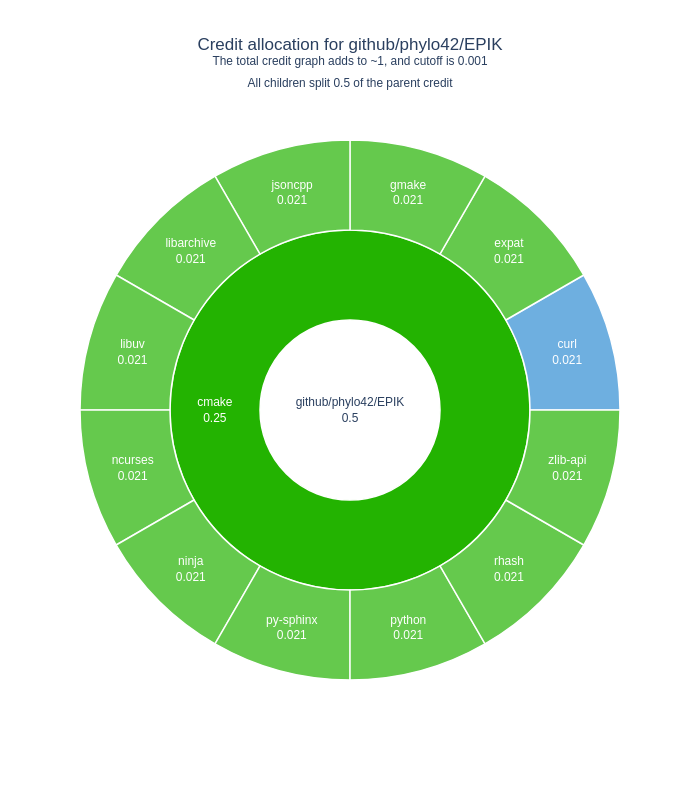 Credit allocation for github/phylo42/EPIK
The total credit graph adds to ~1, and cutoff is 0.001
All children split 0.5 of the parent credit
jsoncpp
0.021
gmake
0.021
libarchive
0.021
expat
0.021
libuv
0.021
curl
0.021
cmake
0.25
github/phylo42/EPIK
0.5
ncurses
0.021
zlib-api
0.021
ninja
0.021
rhash
0.021
py-sphinx
0.021
python
0.021